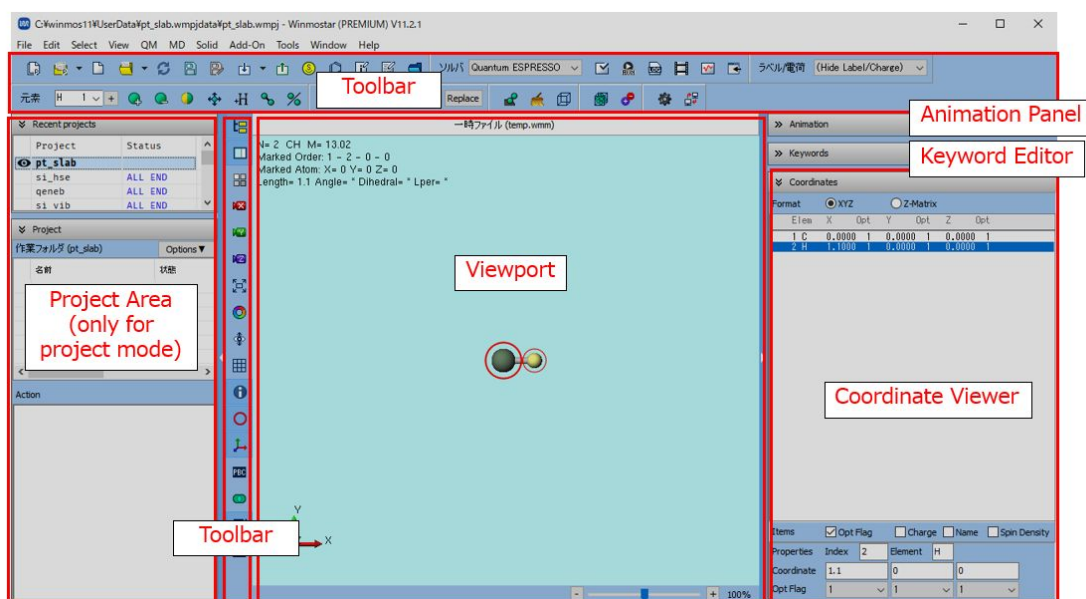 C:¥winmos11¥UserData¥pt_slab.wmpjdata¥pt_slab.wmpj - Winmostar (PREMIUM) V11.2.1
File Edit Select View QM MD Solid Add-On Tools Window Help
ソルバ Quantum ESPRESSO ラベル/電荷 (Hide Label/Charge)
元素 H 1 + Replace
Toolbar
Animation Panel
Keyword Editor
Recent projects
Project Status
pt_slab
si_hse ALL END
qeneb ALL END
si_vib ALL END
Project
作業フォルダ (pt_slab) Options▼
名前 状態
Project Area
(only for
project mode)
Action
一時ファイル (temp.wmm)
N= 2 CH M= 13.02
Marked Order: 1 - 2 - 0 - 0
Marked Atom: X= 0 Y= 0 Z= 0
Length= 1.1 Angle= * Dihedral= * Lper= *
Viewport
PBC
Toolbar
Y
X
- + 100%
Animation
Keywords
Coordinates
Format XYZ Z-Matrix
Elem X Opt Y Opt Z Opt
1 C 0.0000 1 0.0000 1 0.0000 1
2 H 1.1000 1 0.0000 1 0.0000 1
Coordinate Viewer
Items Opt Flag Charge Name Spin Density
Properties Index 2 Element H
Coordinate 1.1 0 0
Opt Flag 1 1 1